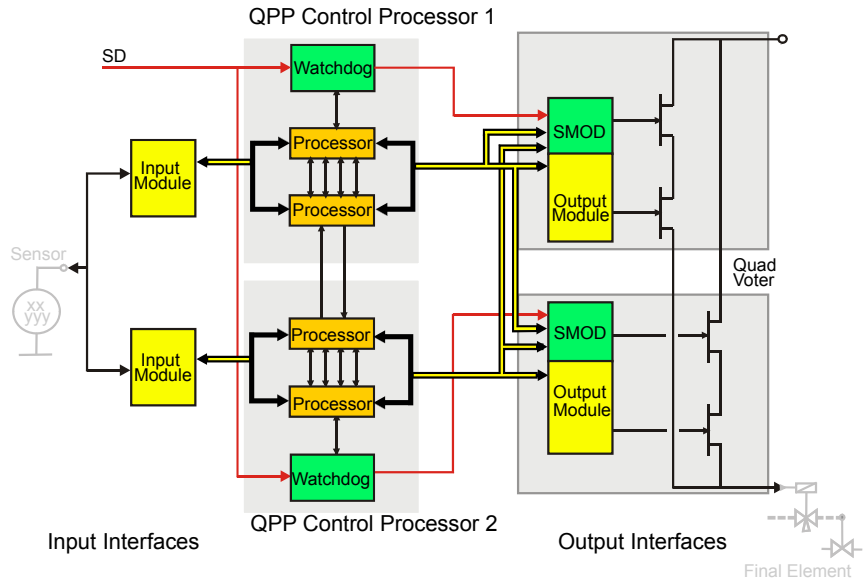 QPP Control Processor 1
SD
Watchdog
Processor
Processor
Input
Module
SMOD
Output
Module
Sensor
xx
yyy
Quad
Voter
Input
Module
Processor
Processor
Watchdog
SMOD
Output
Module
QPP Control Processor 2
Input Interfaces
Output Interfaces
Final Element